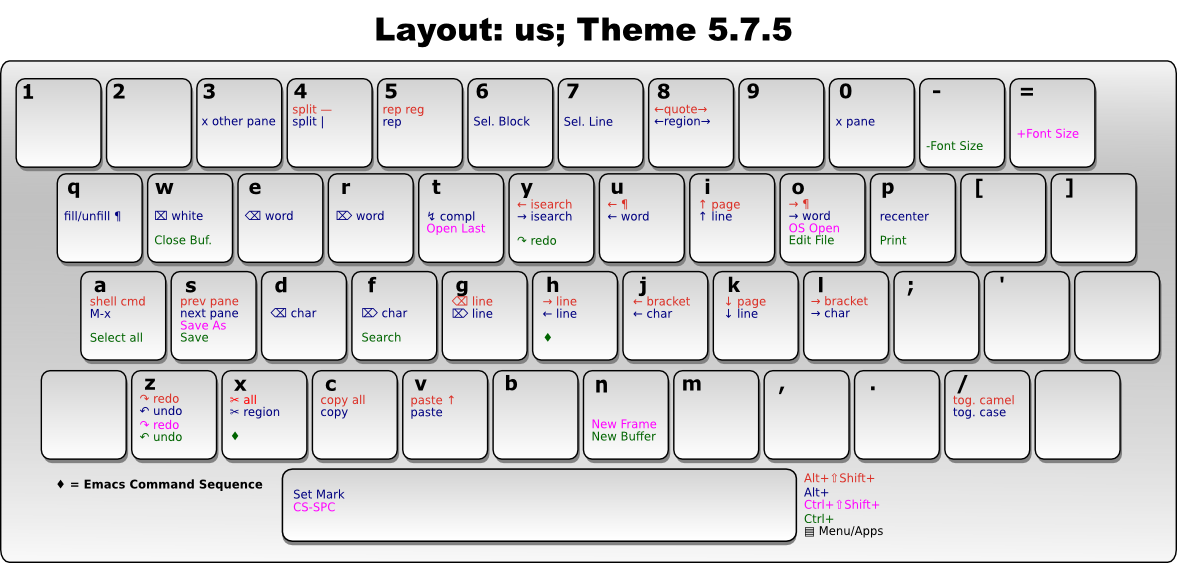 Layout: us; Theme 5.7.5
1
2
3
x other pane
4
split —
split |
5
rep reg
rep
6
Sel. Block
7
Sel. Line
8
←quote→
←region→
9
0
x pane
-
-Font Size
=
+Font Size
q
fill/unfill ¶
w
⌧ white
Close Buf.
e
⌫ word
r
⌦ word
t
↯ compl
Open Last
y
← isearch
→ isearch
↷ redo
u
← ¶
← word
i
↑ page
↑ line
o
→ ¶
→ word
OS Open
Edit File
p
recenter
Print
[
]
a
shell cmd
M-x
Select all
s
prev pane
next pane
Save As
Save
d
⌫ char
f
⌦ char
Search
g
⌫ line
⌦ line
h
→ line
← line
♦
j
← bracket
← char
k
↓ page
↓ line
l
→ bracket
→ char
;
'
z
↷ redo
↶ undo
↷ redo
↶ undo
x
✂ all
✂ region
♦
c
copy all
copy
v
paste ↑
paste
b
n
New Frame
New Buffer
m
,
.
/
tog. camel
tog. case
♦ = Emacs Command Sequence
Set Mark
CS-SPC
Alt+⇧Shift+
Alt+
Ctrl+⇧Shift+
Ctrl+
▤ Menu/Apps